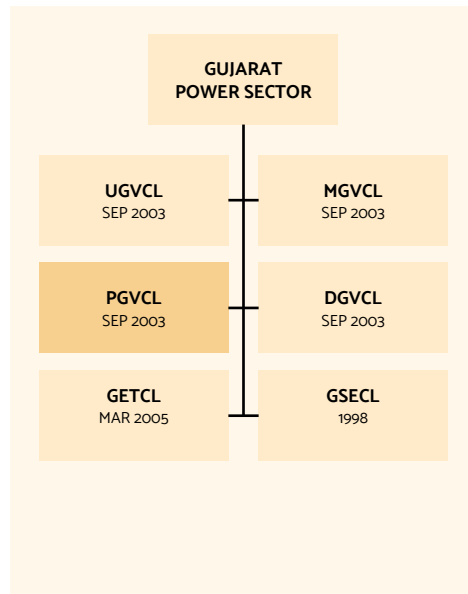 GUJARAT
POWER SECTOR
UGVCL
SEP 2003
MGVCL
SEP 2003
PGVCL
SEP 2003
DGVCL
SEP 2003
GETCL
MAR 2005
GSECL
1998